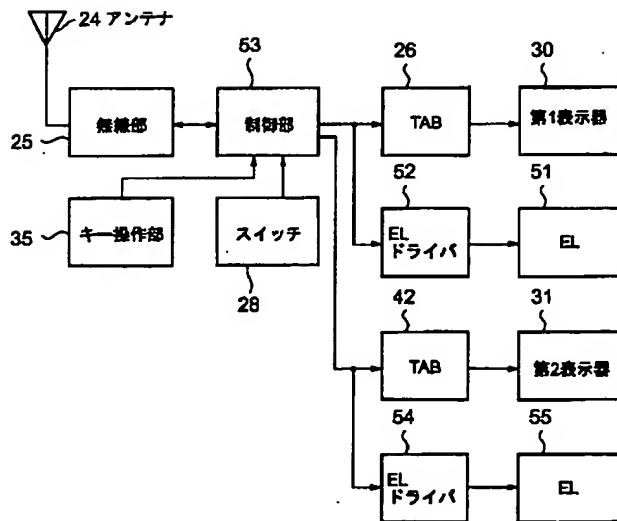 24 アンテナ
53
26
30
無線部
制御部
TAB
第1表示器
25
52
51
キー操作部
スイッチ
EL
ドライバ
EL
35
28
42
31
TAB
第2表示器
54
55
EL
ドライバ
EL